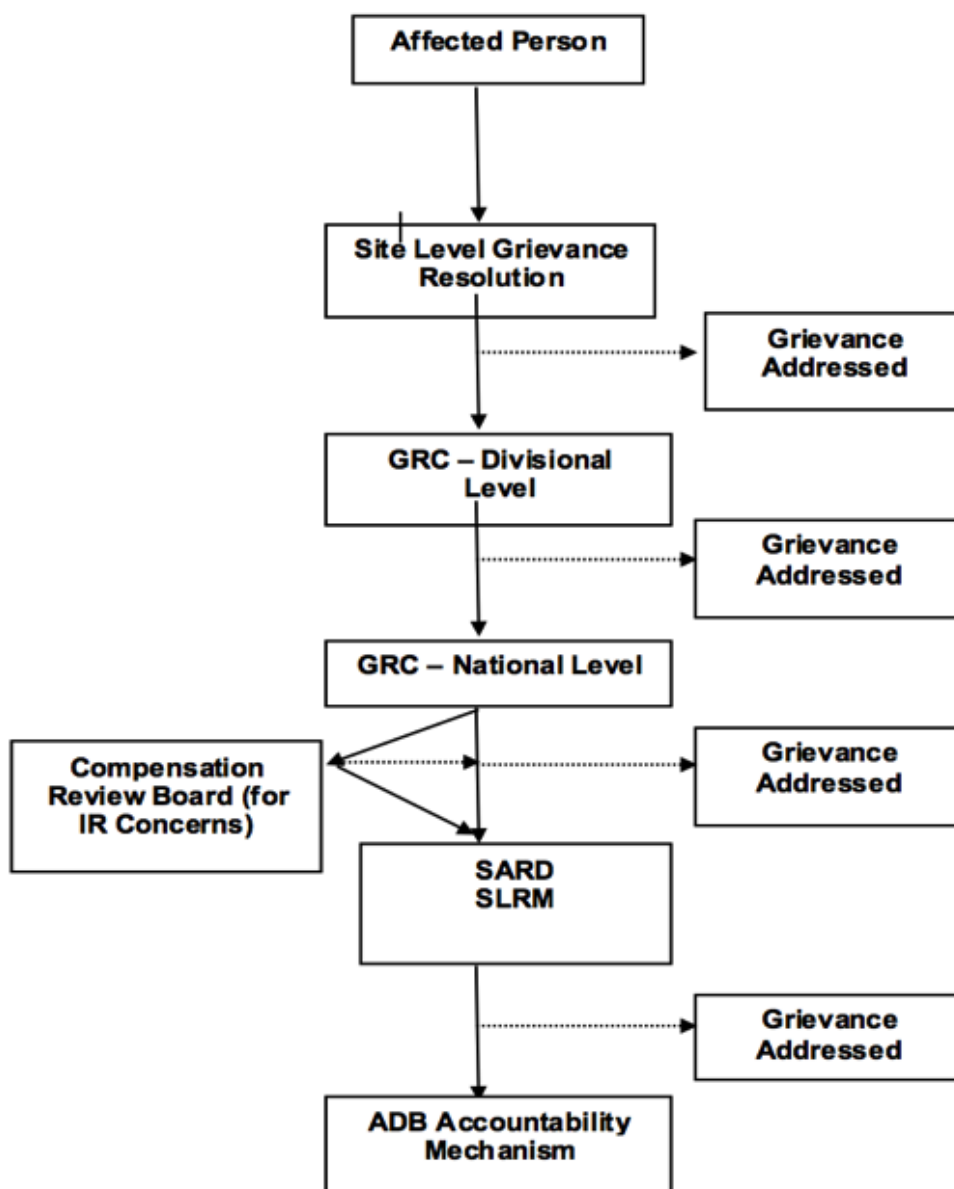 Affected Person
Site Level Grievance
Resolution
Grievance
Addressed
GRC – Divisional
Level
Grievance
Addressed
GRC – National Level
Compensation
Review Board (for
IR Concerns)
Grievance
Addressed
SARD
SLRM
Grievance
Addressed
ADB Accountability
Mechanism